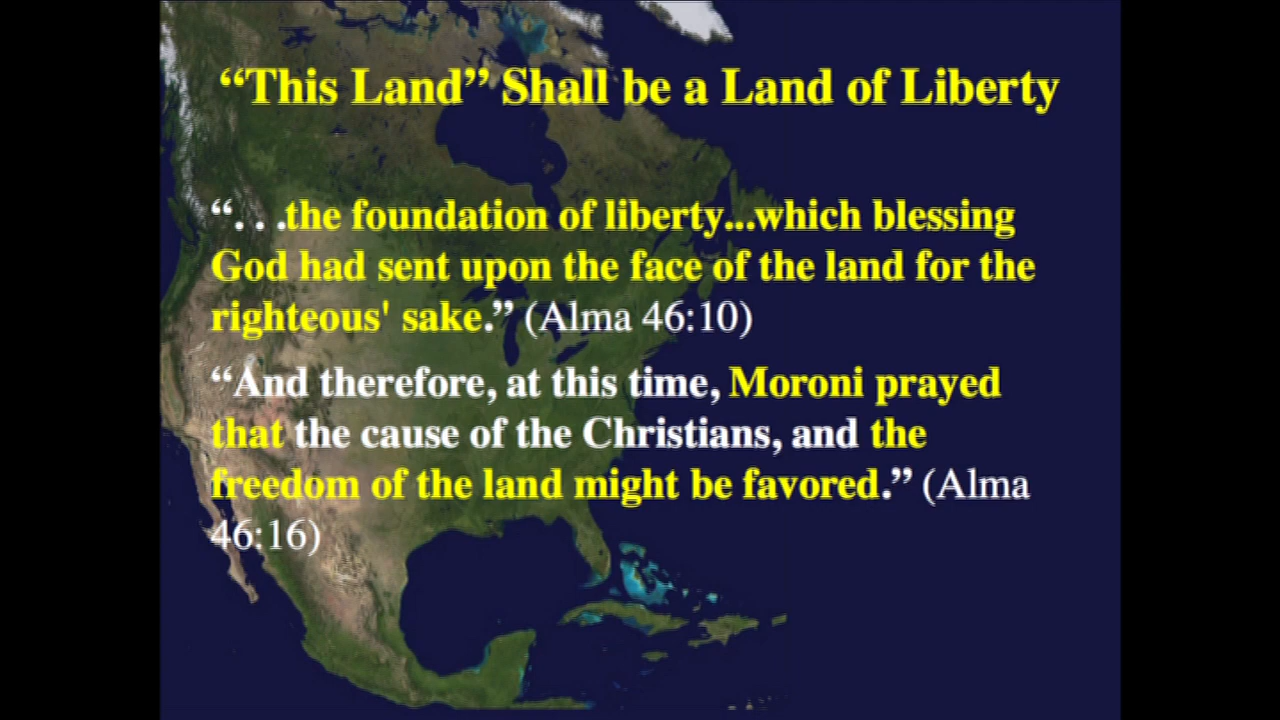 “This Land” Shall be a Land of Liberty
“. . .the foundation of liberty...which blessing
God had sent upon the face of the land for the
righteous' sake.” (Alma 46:10)
“And therefore, at this time, Moroni prayed
that the cause of the Christians, and the
freedom of the land might be favored.” (Alma
46:16)